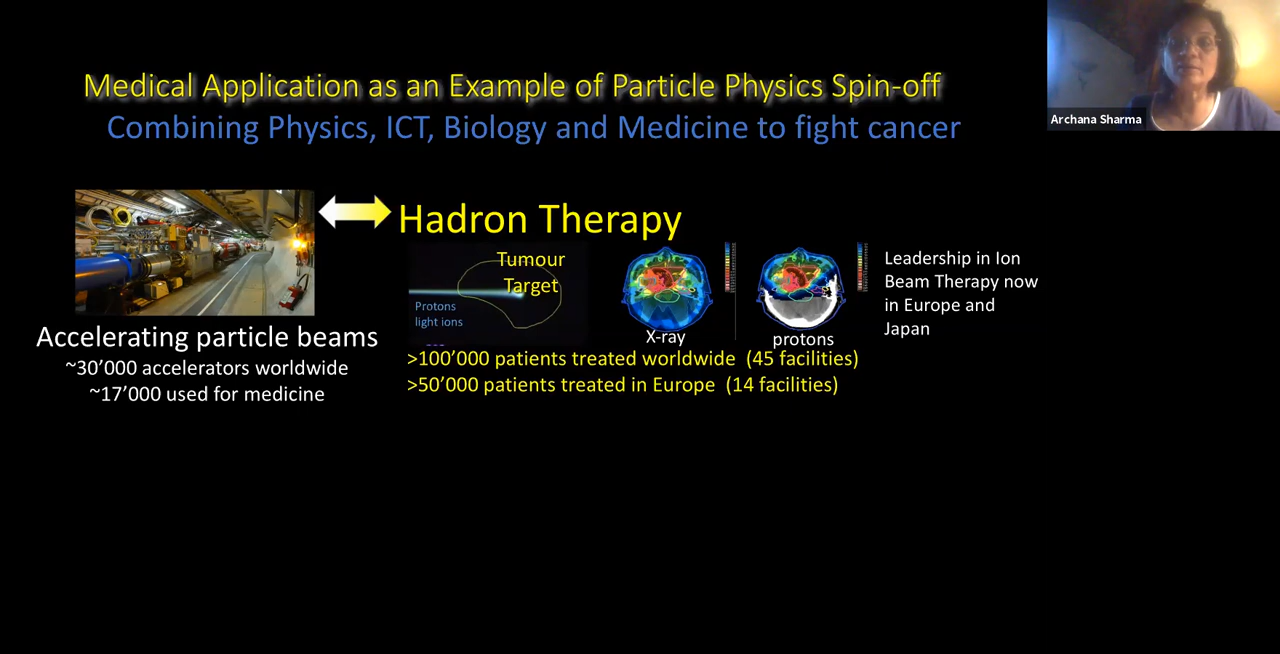 Medical Application as an Example of Particle Physics Spin-off
Combining Physics, ICT, Biology and Medicine to fight cancer
Archana Sharma
Hadron Therapy
Tumour
Target
Protons
light ions
X-ray
protons
Leadership in Ion
Beam Therapy now
in Europe and
Japan
Accelerating particle beams
~30’000 accelerators worldwide
~17’000 used for medicine
>100’000 patients treated worldwide (45 facilities)
>50’000 patients treated in Europe (14 facilities)